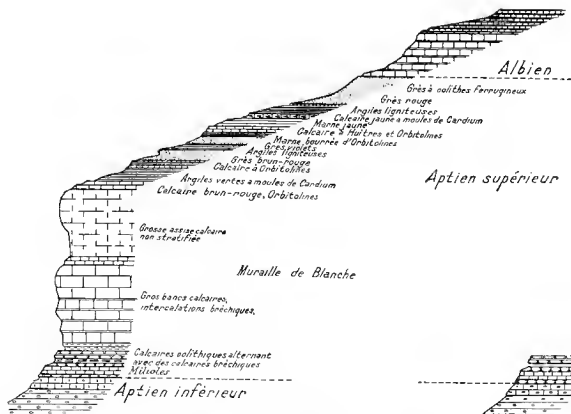 Albien
Grès à oolithes Ferrugineux
Grès rouge
Argiles ligniteuses
Calcaire jaune à moules de Cardium
Marne jaune
Calcaire à Huîtres et Orbitolines
Marne bourrée d'Orbitolines
Grès violets
Argiles ligniteuses
Grès brun-rouge
Calcaire à Orbitolines
Aptien supérieur
Argiles vertes a moules de Cardium
Calcaire brun-rouge, Orbitolines
Grosse assise calcaire
non stratifiée
Muraille de Blanche
Gros bancs calcaires,
intercalations bréchiques,
Calcaires oolithiques alternant
avec des calcaires bréchiques
Milioles
Aptien inférieur